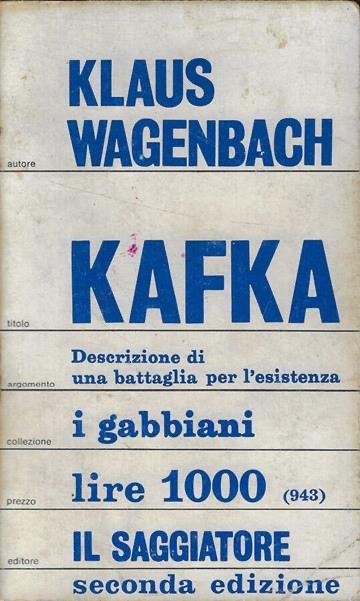 KLAUS
autore WAGENBACH
titolo KAFKA
Descrizione di
argomento una battaglia per l'esistenza
collezione i gabbiani
prezzo lire 1000 (943)
editore IL SAGGIATORE
seconda edizione